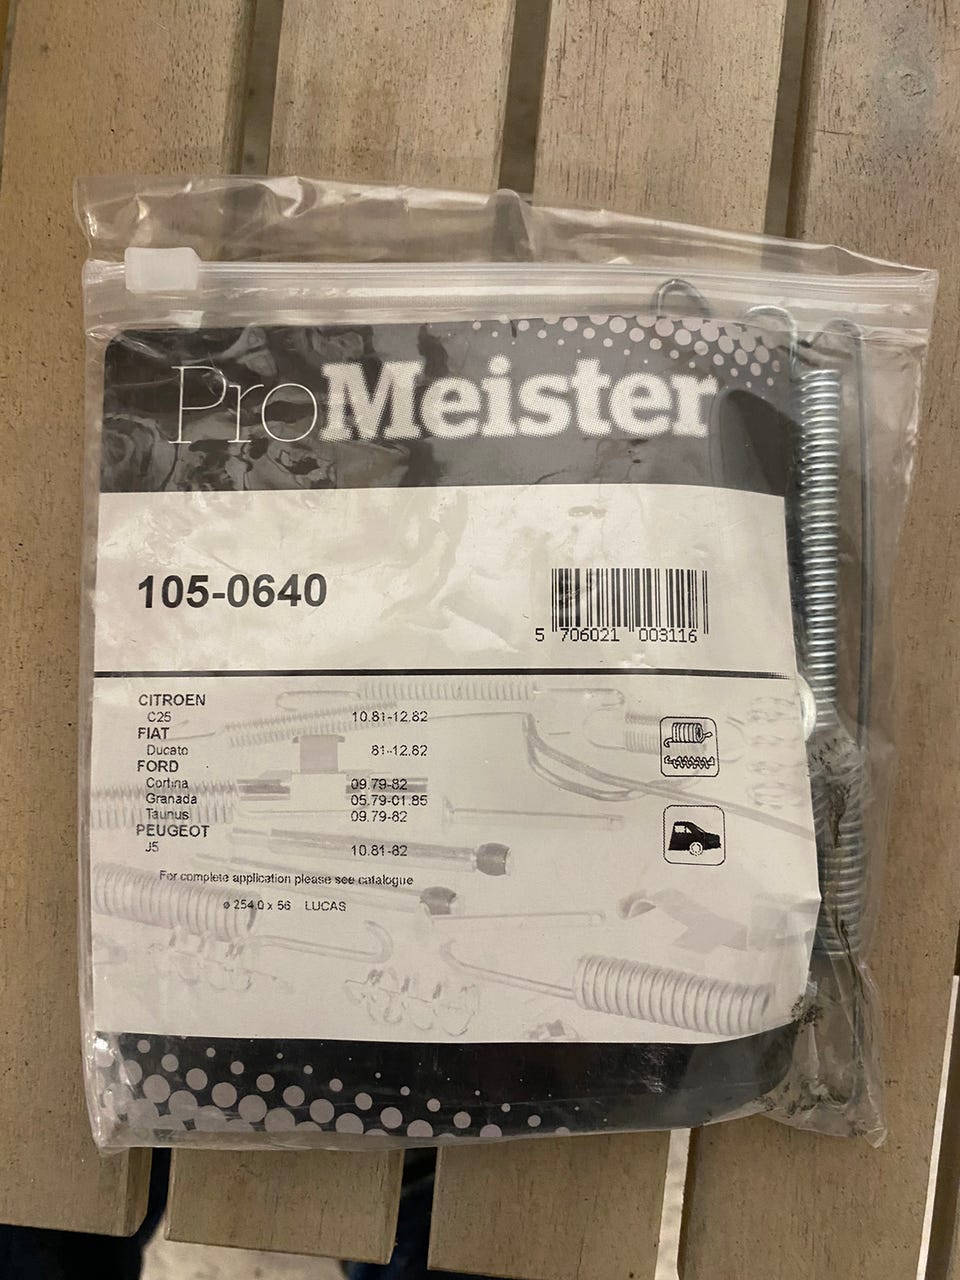 ProMeister
105-0640
5 706021 003116
CITROEN
C25 10.81-12.82
FIAT
Ducato 81-12.82
FORD
Cortina 09.79-82
Granada 05.79-01.85
Taunus 09.79-82
PEUGEOT
J5 10.81-82
For complete application please see catalogue
ø 254.0 x 56 LUCAS